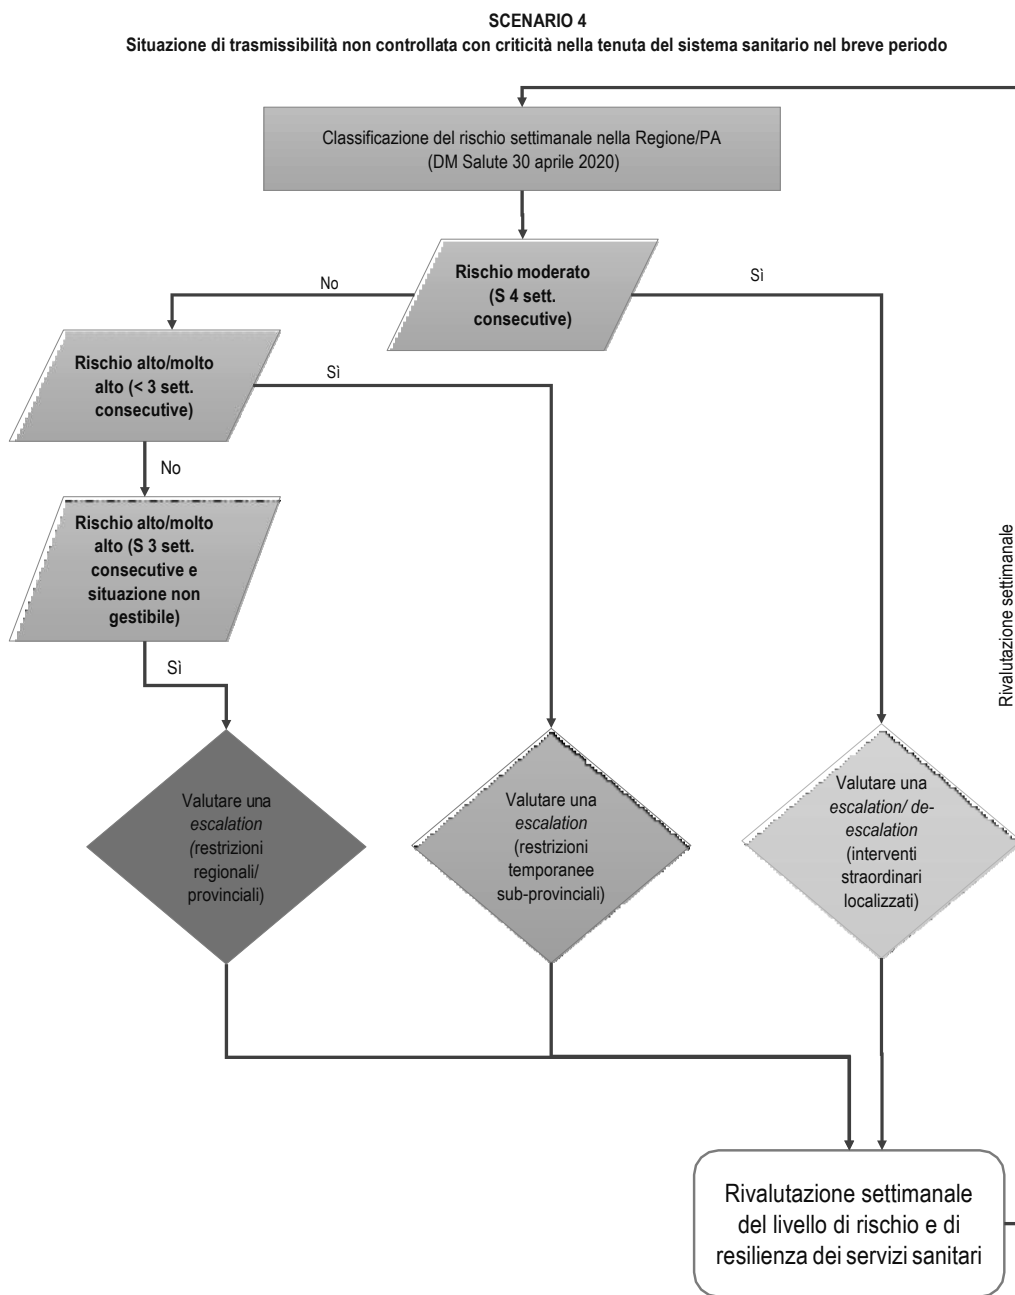 SCENARIO 4
Situazione di trasmissibilità non controllata con criticità nella tenuta del sistema sanitario nel breve periodo
Classificazione del rischio settimanale nella Regione/PA
(DM Salute 30 aprile 2020)
Rischio moderato
(S 4 sett.
consecutive)
No
Sì
Rischio alto/molto
alto (< 3 sett.
consecutive)
Sì
No
Rischio alto/molto
alto (S 3 sett.
consecutive e
situazione non
gestibile)
Sì
Rivalutazione settimanale
Valutare una
escalation
(restrizioni
regionali/
provinciali)
Valutare una
escalation
(restrizioni
temporanee
sub-provinciali)
Valutare una
escalation/ de-
escalation
(interventi
straordinari
localizzati)
Rivalutazione settimanale
del livello di rischio e di
resilienza dei servizi sanitari